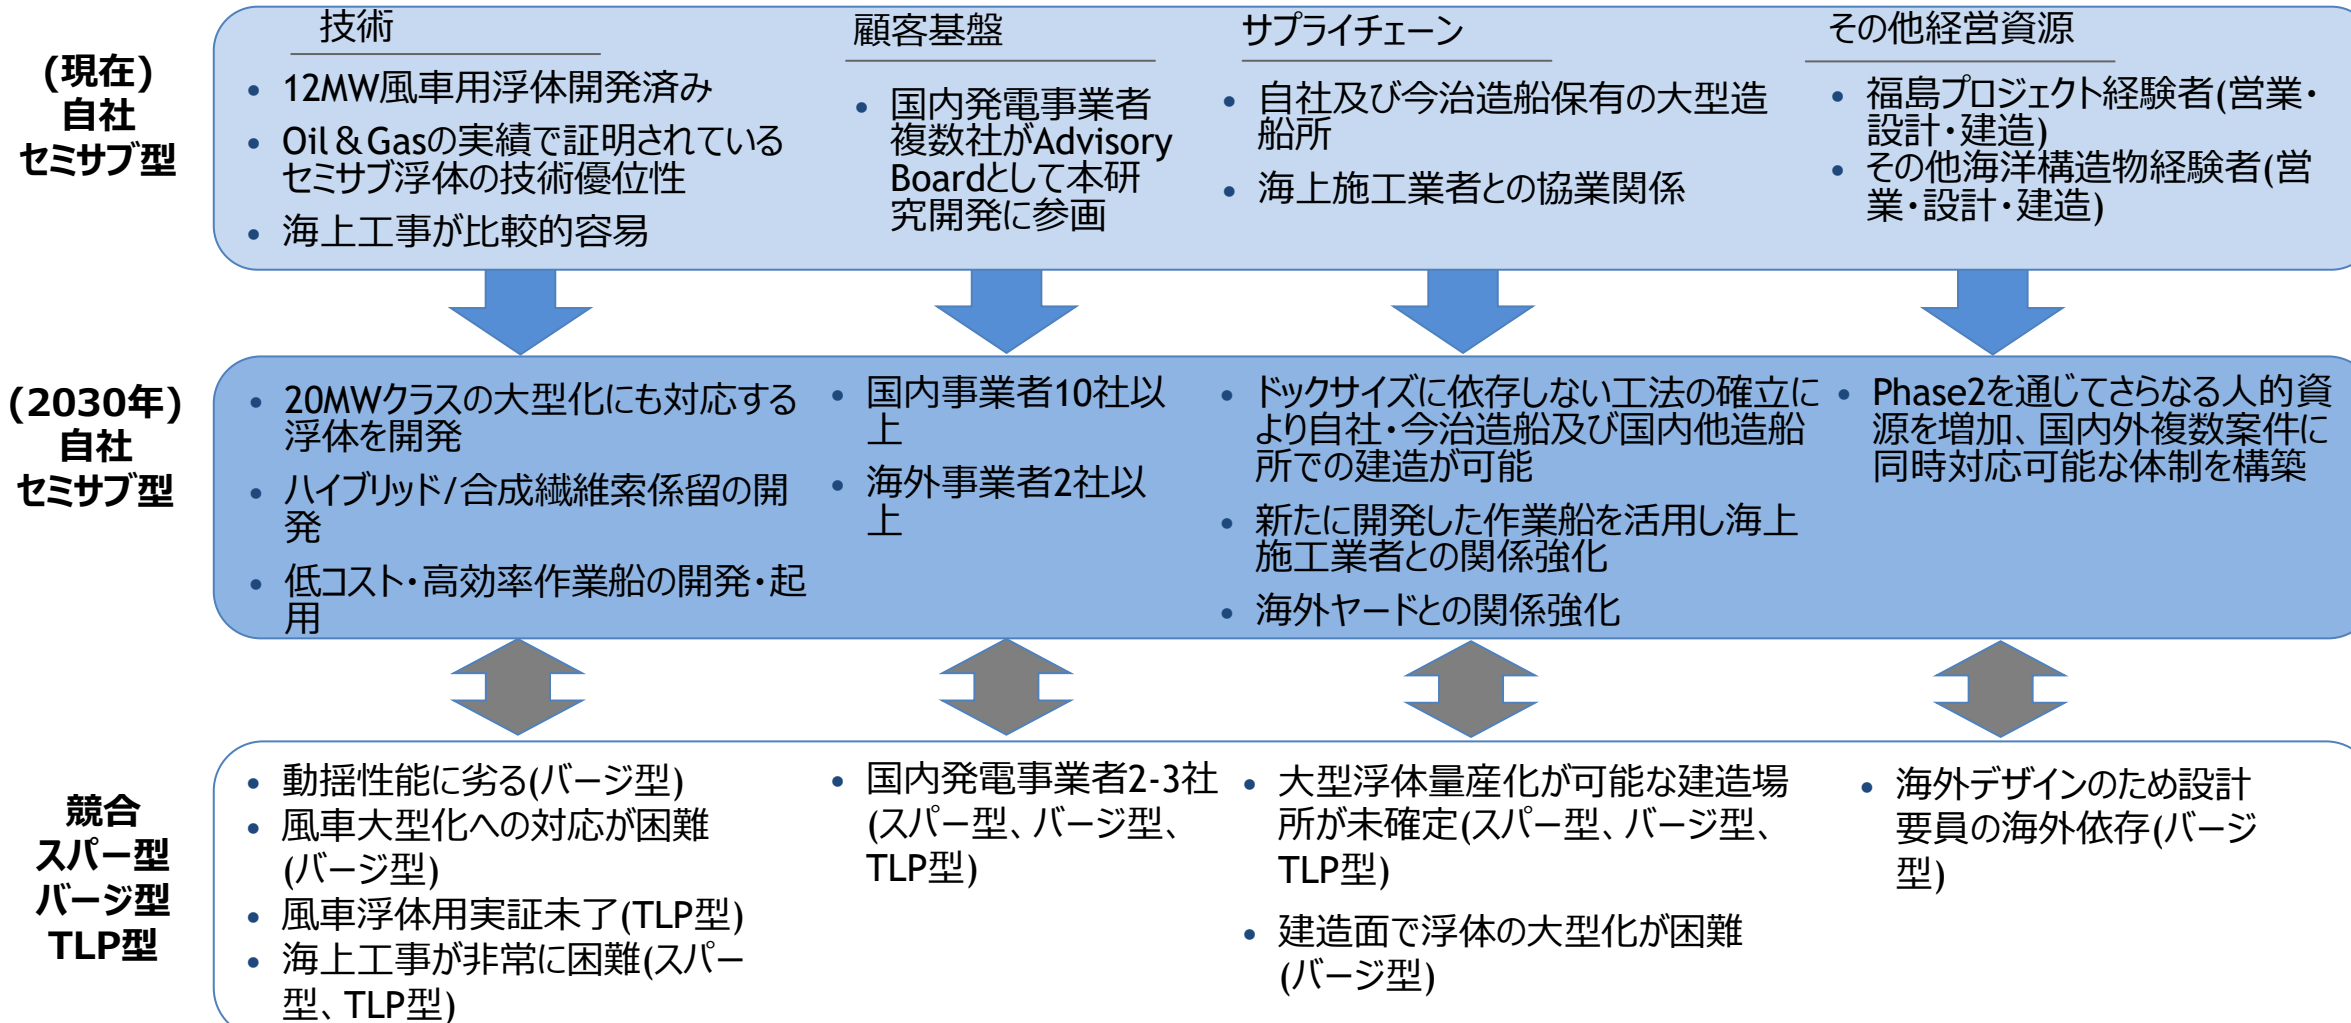 技術
顧客基盤
サプライチェーン
その他経営資源
(現在)
自社
セミサブ型
• 12MW風車用浮体開発済み
• Oil＆Gasの実績で証明されている
セミサブ浮体の技術優位性
• 海上工事が比較的容易
• 国内発電事業者
複数社がAdvisory
Boardとして本研
究開発に参画
• 自社及び今治造船保有の大型造
船所
• 海上施工業者との協業関係
• 福島プロジェクト経験者(営業・
設計・建造)
• その他海洋構造物経験者(営
業・設計・建造)
(2030年)
自社
セミサブ型
• 20MWクラスの大型化にも対応する
浮体を開発
• ハイブリッド/合成繊維索係留の開
発
• 低コスト・高効率作業船の開発・起
用
• 国内事業者10社以
上
• 海外事業者2社以
上
• ドックサイズに依存しない工法の確立に
より自社・今治造船及び国内他造船
所での建造が可能
• 新たに開発した作業船を活用し海上
施工業者との関係強化
• 海外ヤードとの関係強化
• Phase2を通じてさらなる人的資
源を増加、国内外複数案件に
同時対応可能な体制を構築
競合
スパー型
バージ型
TLP型
• 動揺性能に劣る(バージ型)
• 風車大型化への対応が困難
(バージ型)
• 風車浮体用実証未了(TLP型)
• 海上工事が非常に困難(スパー
型、TLP型)
• 国内発電事業者2-3社
(スパー型、バージ型、
TLP型)
• 大型浮体量産化が可能な建造場
所が未確定(スパー型、バージ型、
TLP型)
• 建造面で浮体の大型化が困難
(バージ型)
• 海外デザインのため設計
要員の海外依存(バージ
型)